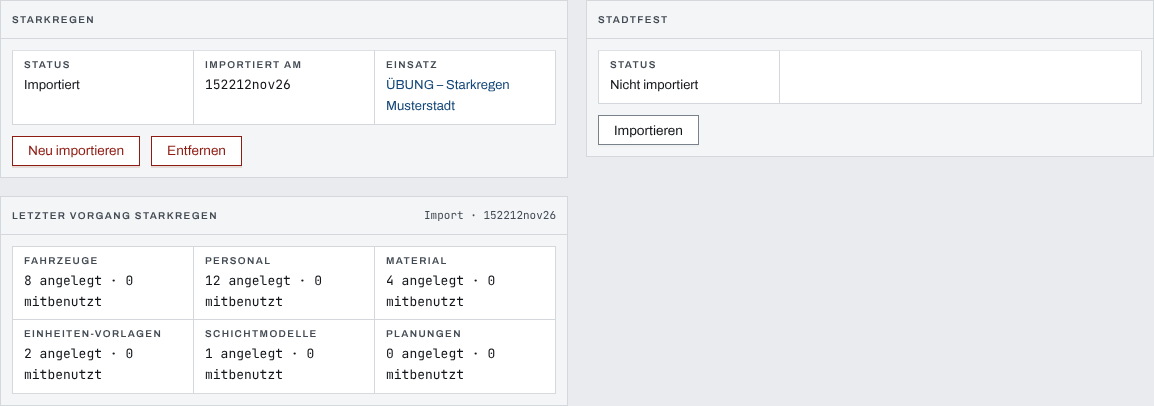 STARKREGEN
STATUS
Importiert
IMPORTIERT AM
152212nov26
EINSATZ
ÜBUNG – Starkregen
Musterstadt
Neu importieren
Entfernen
STADTFEST
STATUS
Nicht importiert
Importieren
LETZTER VORGANG STARKREGEN
Import · 152212nov26
FAHRZEUGE
8 angelegt · 0
mitbenutzt
PERSONAL
12 angelegt · 0
mitbenutzt
MATERIAL
4 angelegt · 0
mitbenutzt
EINHEITEN-VORLAGEN
2 angelegt · 0
mitbenutzt
SCHICHTMODELLE
1 angelegt · 0
mitbenutzt
PLANUNGEN
0 angelegt · 0
mitbenutzt